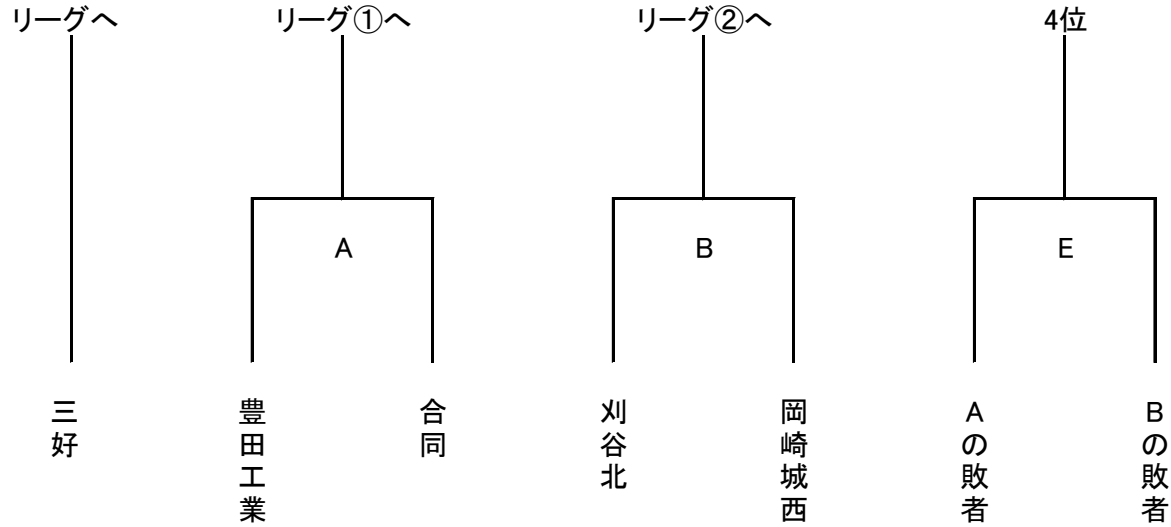 リーグへ
リーグ①へ
リーグ②へ
4位
A
B
E
三好
豊田工業
合同
刈谷北
岡崎城西
Aの敗者
Bの敗者